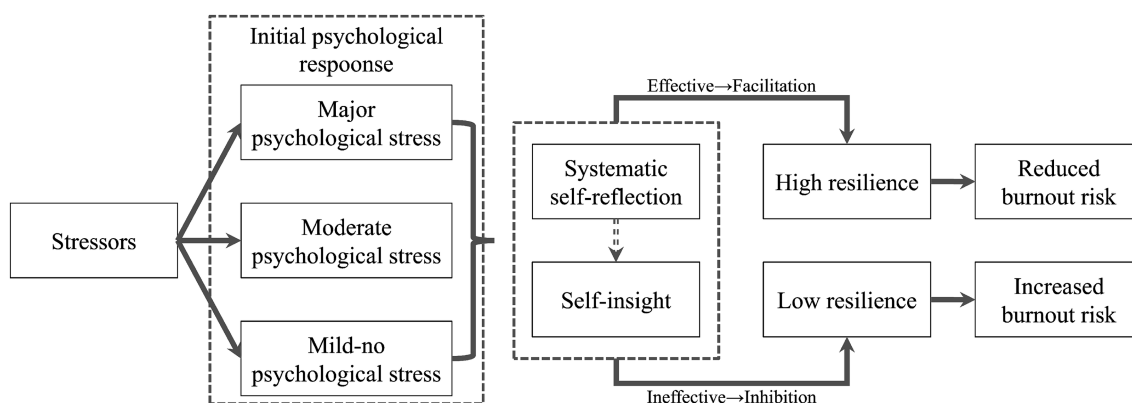 Initial psychological
respoonse
Major
psychological stress
Stressors
Moderate
psychological stress
Mild-no
psychological stress
Effective→Facilitation
Systematic
self-reflection
Self-insight
High resilience
Reduced
burnout risk
Low resilience
Increased
burnout risk
Ineffective→Inhibition